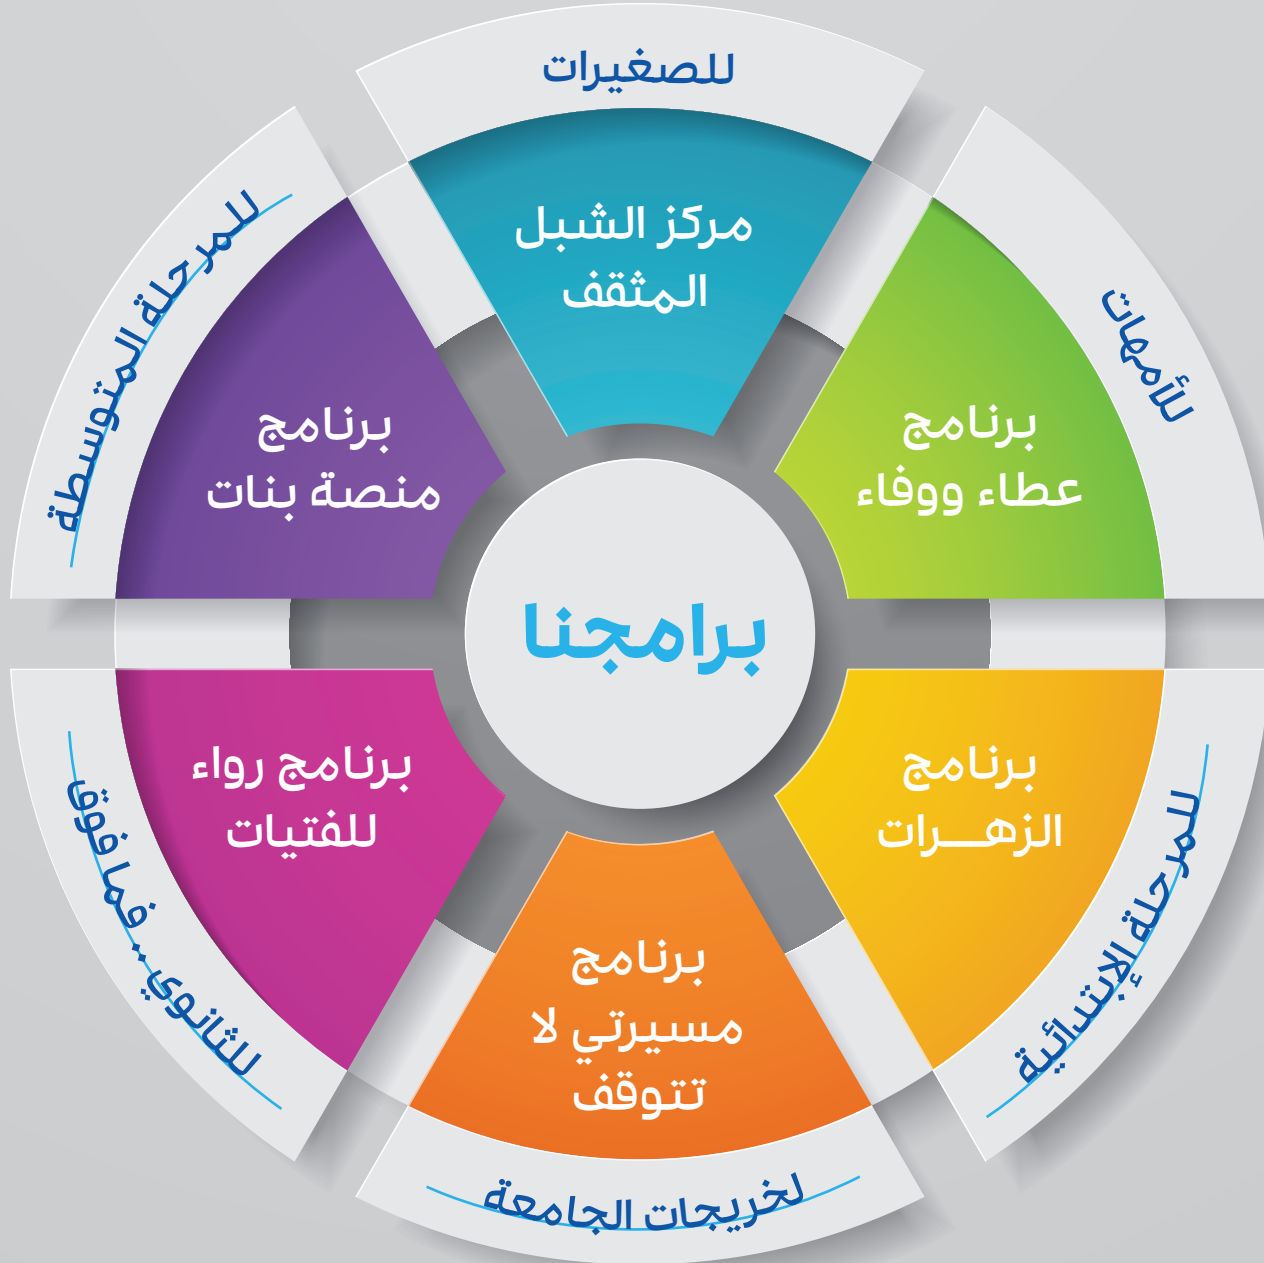 للصغيرات
مركز الشبل
المثقف
للأمهات
برنامج
عطاء ووفاء
للمرحلة الإبتدائية
برنامج
الزهـــرات
لخريجات الجامعة
برنامج
مسيرتي لا
تتوقف
للثانوي.. فما فوق
برنامج رواء
للفتيات
للمرحلة المتوسطة
برنامج
منصة بنات
برامجنا